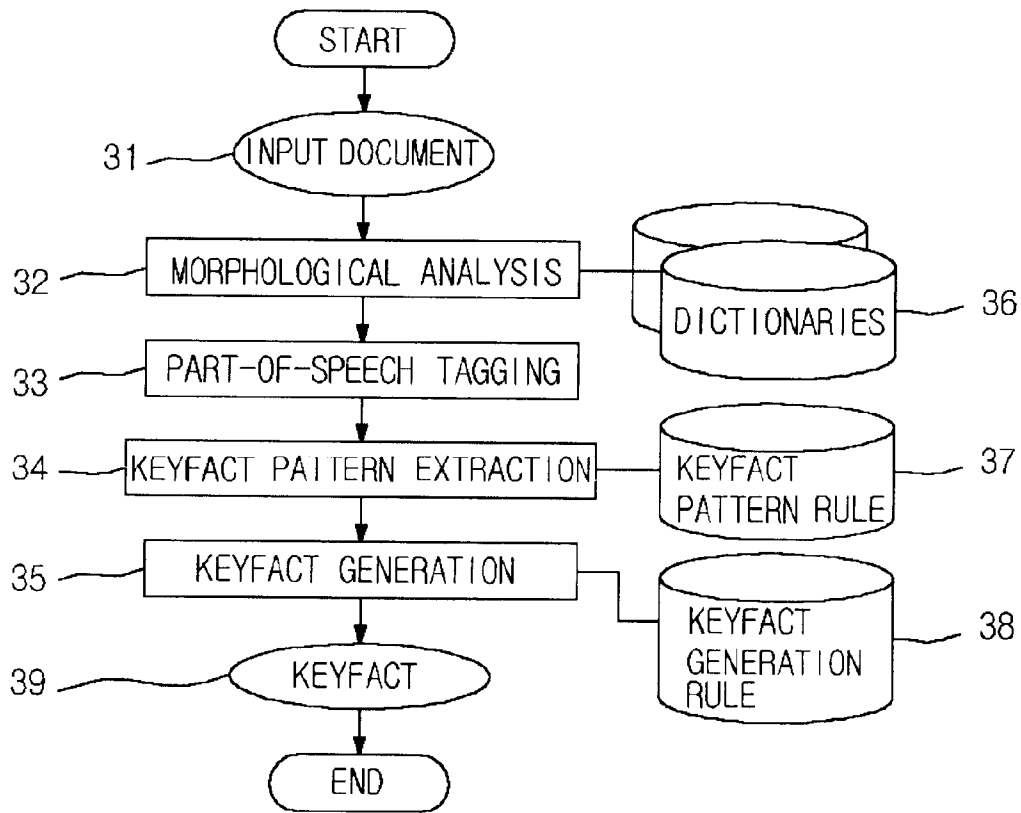 START
31
INPUT DOCUMENT
32
MORPHOLOGICAL ANALYSIS
DICTIONARIES
36
33
PART-OF-SPEECH TAGGING
34
KEYFACT PATTERN EXTRACTION
KEYFACT
PATTERN RULE
37
35
KEYFACT GENERATION
KEYFACT
GENERATION
RULE
38
39
KEYFACT
END